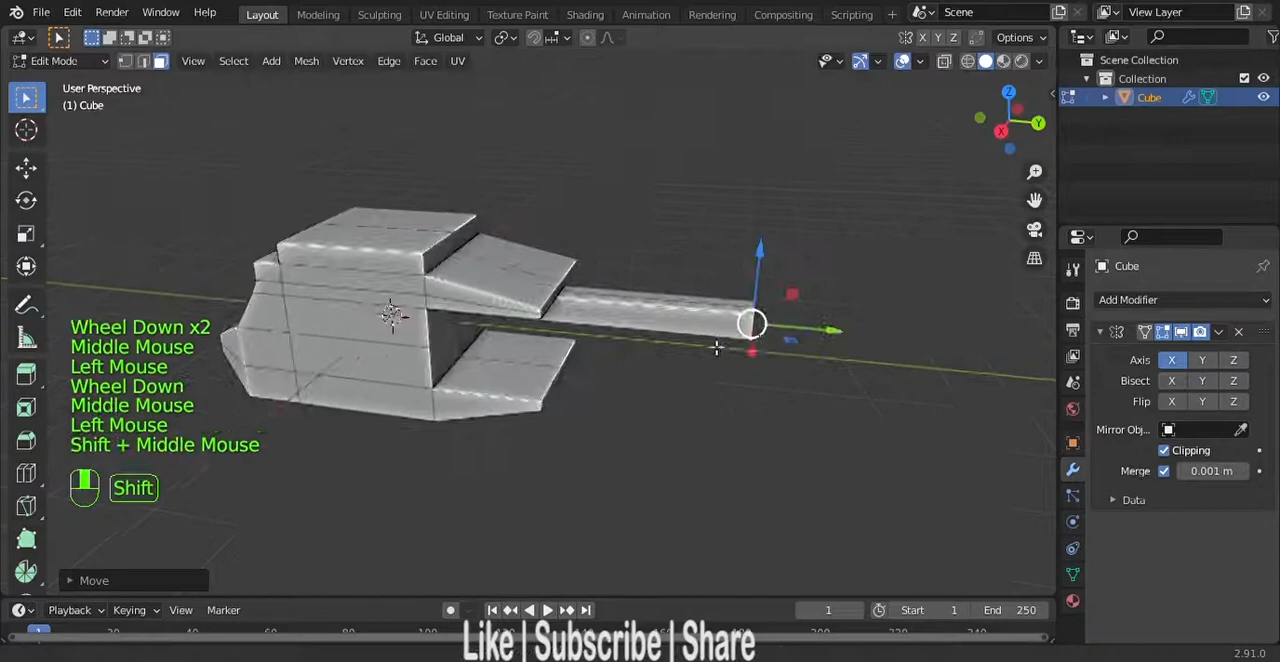 File Edit Render Window Help Layout Modeling Sculpting UV Editing Texture Paint Shading Animation Rendering Compositing Scripting + Scene View Layer
Global X Y Z Options
Edit Mode View Select Add Mesh Vertex Edge Face UV
User Perspective
(1) Cube
Z
Y
X
Scene Collection
Collection
Cube
Cube
Add Modifier
Axis X Y Z
Bisect X Y Z
Flip X Y Z
Mirror Obj...
Clipping
Merge 0.001 m
Data
Wheel Down x2
Middle Mouse
Left Mouse
Wheel Down
Middle Mouse
Left Mouse
Shift + Middle Mouse
Shift
Move
Playback Keying View Marker 1 Start 1 End 250
1
Like | Subscribe | Share
2.91.0